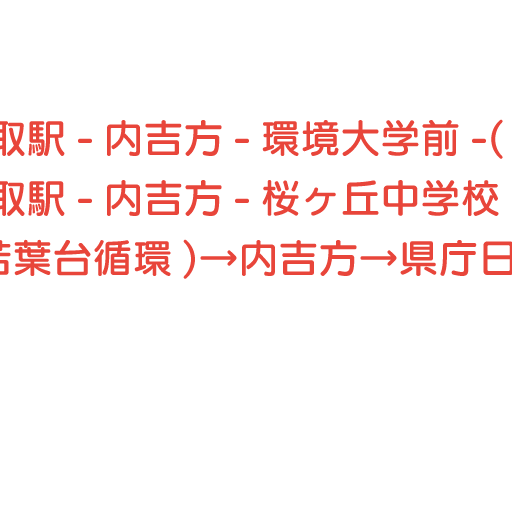 取駅 - 内吉方 - 環境大学前 -(
取駅 - 内吉方 - 桜ヶ丘中学校
若葉台循環 )→内吉方→県庁日